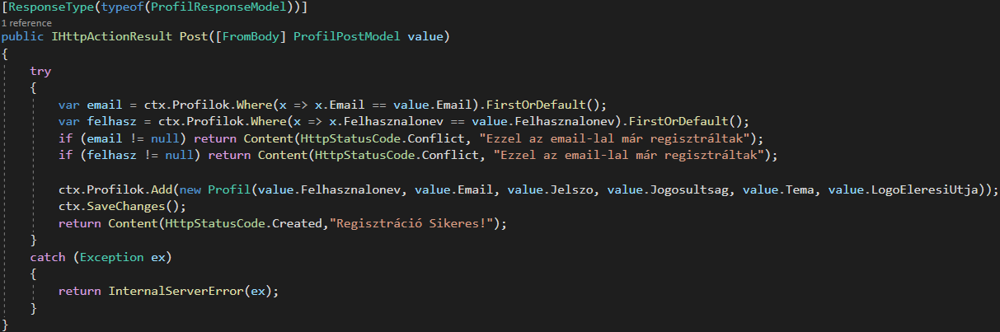 [ResponseType(typeof(ProfilResponseModel))]
1 reference
public IHttpActionResult Post([FromBody] ProfilPostModel value)
{
try
{
var email = ctx.Profilok.Where(x => x.Email == value.Email).FirstOrDefault();
var felhasz = ctx.Profilok.Where(x => x.Felhasznalonev == value.Felhasznalonev).FirstOrDefault();
if (email != null) return Content(HttpStatusCode.Conflict, "Ezzel az email-lal már regisztráltak");
if (felhasz != null) return Content(HttpStatusCode.Conflict, "Ezzel az email-lal már regisztráltak");
ctx.Profilok.Add(new Profil(value.Felhasznalonev, value.Email, value.Jelszo, value.Jogosultsag, value.Tema, value.LogoEleresiUtja));
ctx.SaveChanges();
return Content(HttpStatusCode.Created,"Regisztráció Sikeres!");
}
catch (Exception ex)
{
return InternalServerError(ex);
}
}